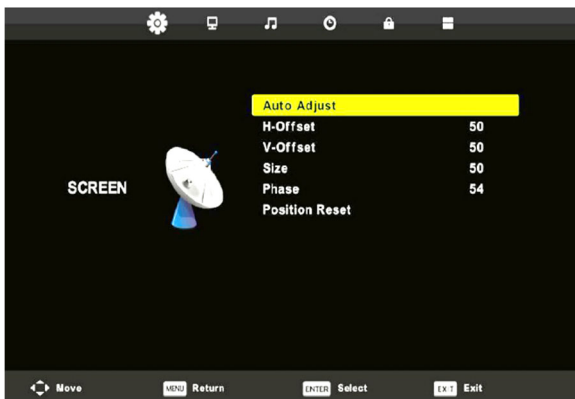 Auto Adjust
H-Offset 50
V-Offset 50
Size 50
SCREEN
Phase 54
Position Reset
Move MENU Return ENTER Select EXIT Exit